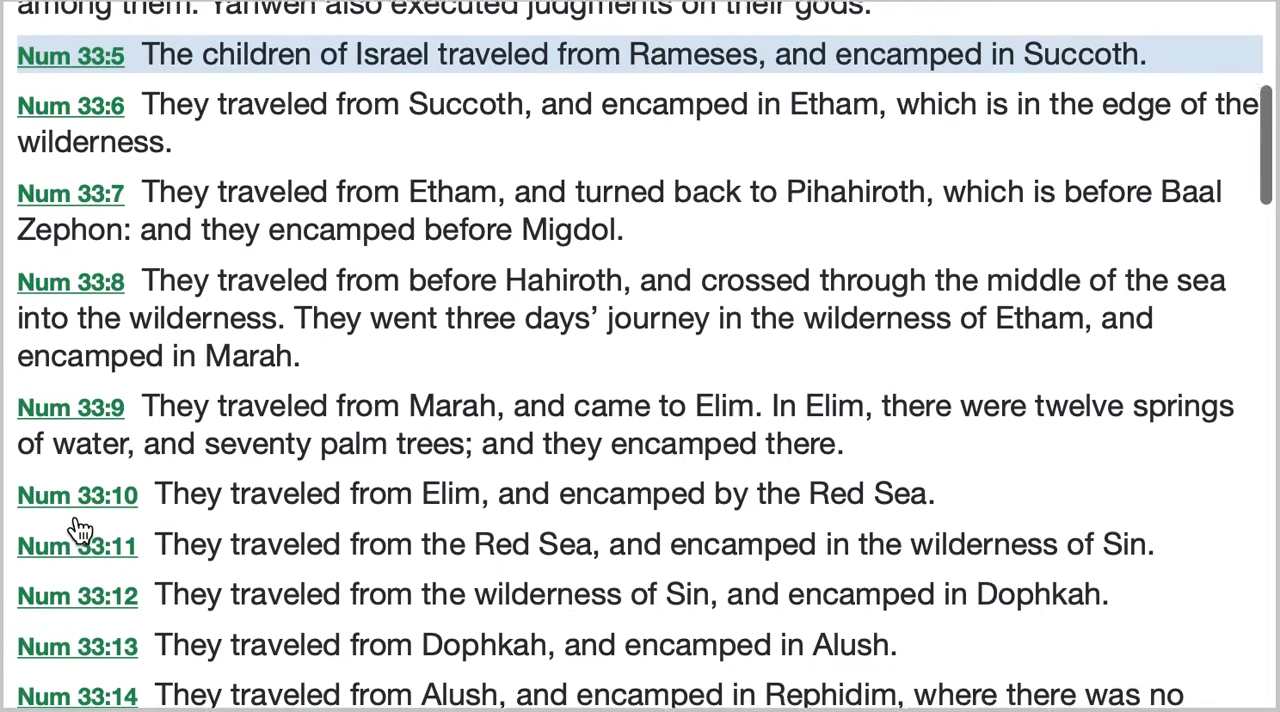 among them. Yahweh also executed judgments on their gods.
Num 33:5 The children of Israel traveled from Rameses, and encamped in Succoth.
Num 33:6 They traveled from Succoth, and encamped in Etham, which is in the edge of the
wilderness.
Num 33:7 They traveled from Etham, and turned back to Pihahiroth, which is before Baal
Zephon: and they encamped before Migdol.
Num 33:8 They traveled from before Hahiroth, and crossed through the middle of the sea
into the wilderness. They went three days’ journey in the wilderness of Etham, and
encamped in Marah.
Num 33:9 They traveled from Marah, and came to Elim. In Elim, there were twelve springs
of water, and seventy palm trees; and they encamped there.
Num 33:10 They traveled from Elim, and encamped by the Red Sea.
Num 33:11 They traveled from the Red Sea, and encamped in the wilderness of Sin.
Num 33:12 They traveled from the wilderness of Sin, and encamped in Dophkah.
Num 33:13 They traveled from Dophkah, and encamped in Alush.
Num 33:14 They traveled from Alush, and encamped in Rephidim, where there was no